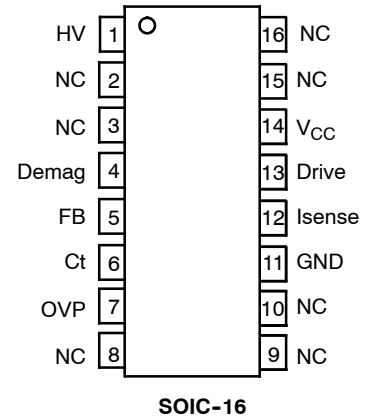 HV 1 16 NC
NC 2 15 NC
NC 3 14 VCC
Demag 4 13 Drive
FB 5 12 Isense
Ct 6 11 GND
OVP 7 10 NC
NC 8 9 NC
SOIC-16